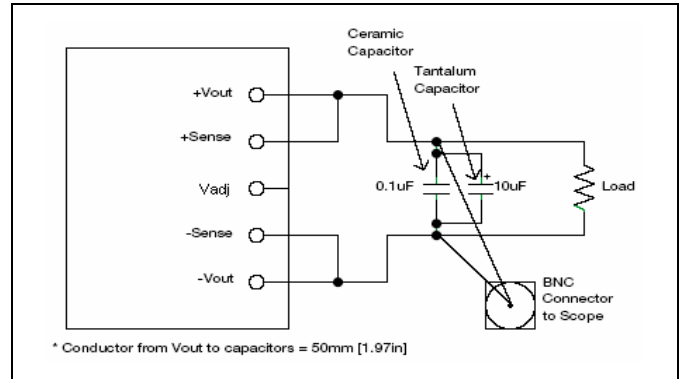 Ceramic
Capacitor
Tantalum
Capacitor
+Vout
+Sense
Vadj
-Sense
-Vout
0.1uF
+
10uF
Load
BNC
Connector
to Scope
* Conductor from Vout to capacitors = 50mm [1.97in]